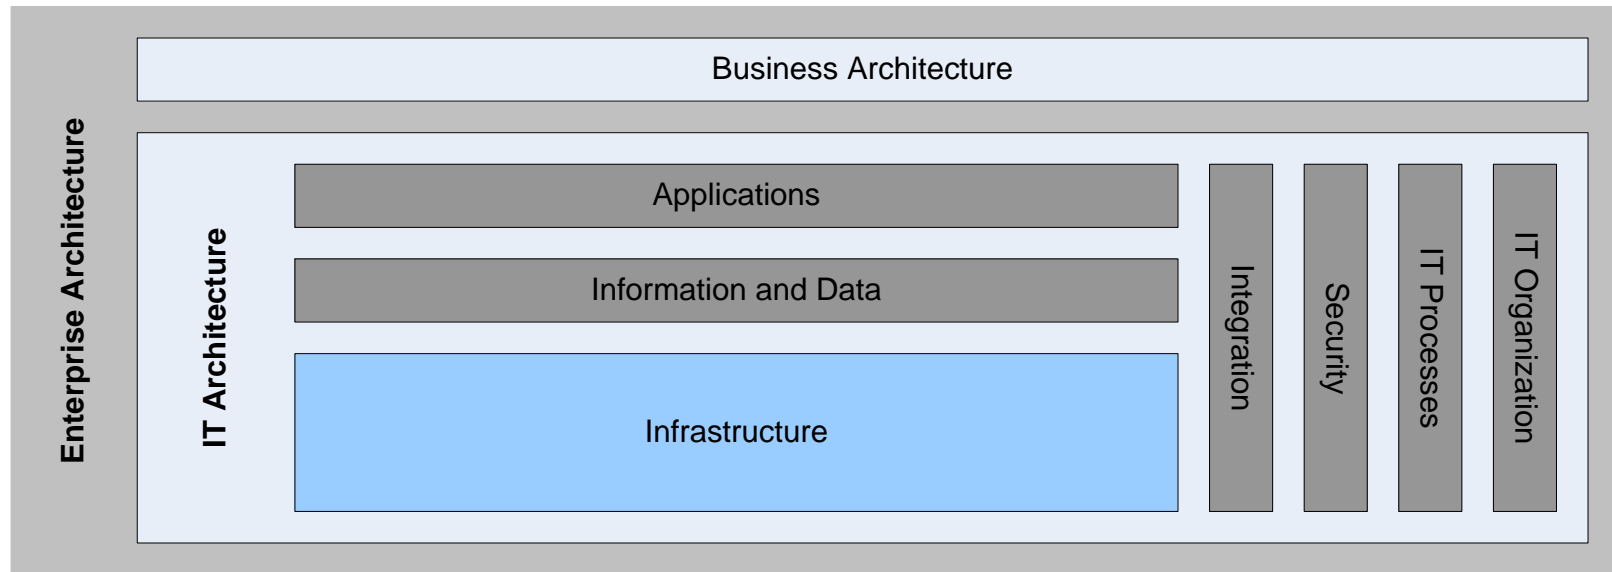 Enterprise Architecture
Business Architecture
IT Architecture
Applications
Information and Data
Infrastructure
Integration
Security
IT Processes
IT Organization